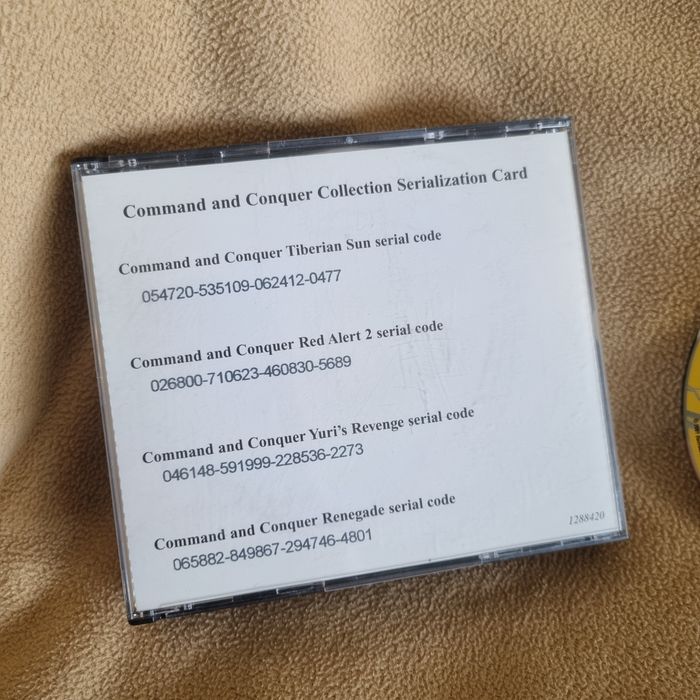 Command and Conquer Collection Serialization Card
Command and Conquer Tiberian Sun serial code
054720-535109-062412-0477
Command and Conquer Red Alert 2 serial code
026800-710623-460830-5689
Command and Conquer Yuri's Revenge serial code
046148-591999-228536-2273
Command and Conquer Renegade serial code
065882-849867-294746-4801
1288420